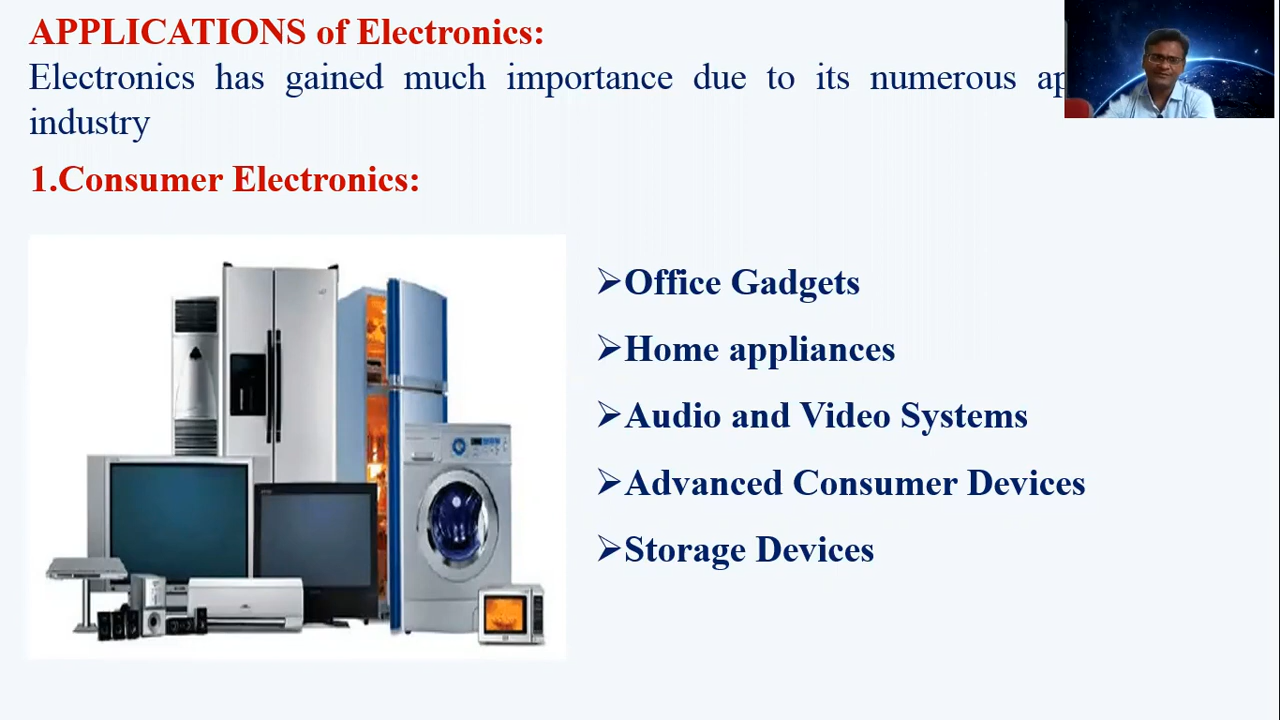 APPLICATIONS of Electronics:
Electronics has gained much importance due to its numerous
industry
1.Consumer Electronics:
➢Office Gadgets
➢Home appliances
➢Audio and Video Systems
➢Advanced Consumer Devices
➢Storage Devices